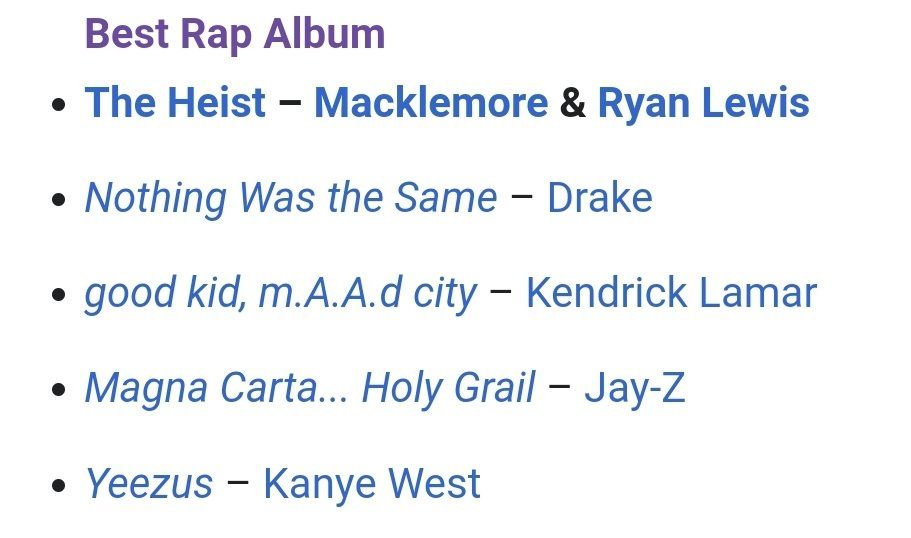 Best Rap Album
• The Heist – Macklemore & Ryan Lewis
• Nothing Was the Same – Drake
• good kid, m.A.A.d city – Kendrick Lamar
• Magna Carta... Holy Grail – Jay-Z
• Yeezus – Kanye West